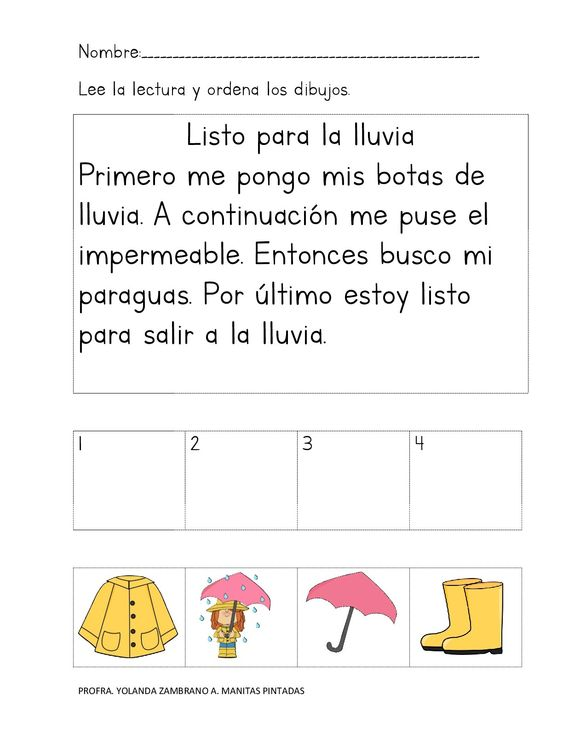 Nombre:______________________________________________________
Lee la lectura y ordena los dibujos.
Listo para la lluvia
Primero me pongo mis botas de
lluvia. A continuación me puse el
impermeable. Entonces busco mi
paraguas. Por último estoy listo
para salir a la lluvia.
1 2 3 4
PROFRA. YOLANDA ZAMBRANO A. MANITAS PINTADAS